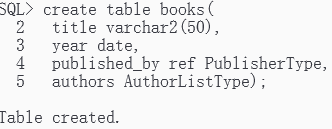 SQL> create table books(
  2   title varchar2(50),
  3   year date,
  4   published_by ref PublisherType,
  5   authors AuthorListType);
Table created.